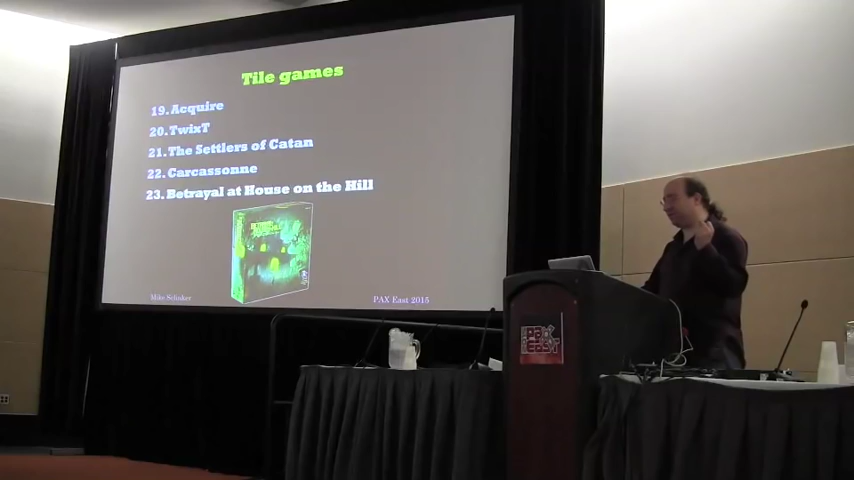 Tile games
19. Acquire
20. TwixT
21. The Settlers of Catan
22. Carcassonne
23. Betrayal at House on the Hill
Mike Selinker
PAX East 2015
pax
EAST